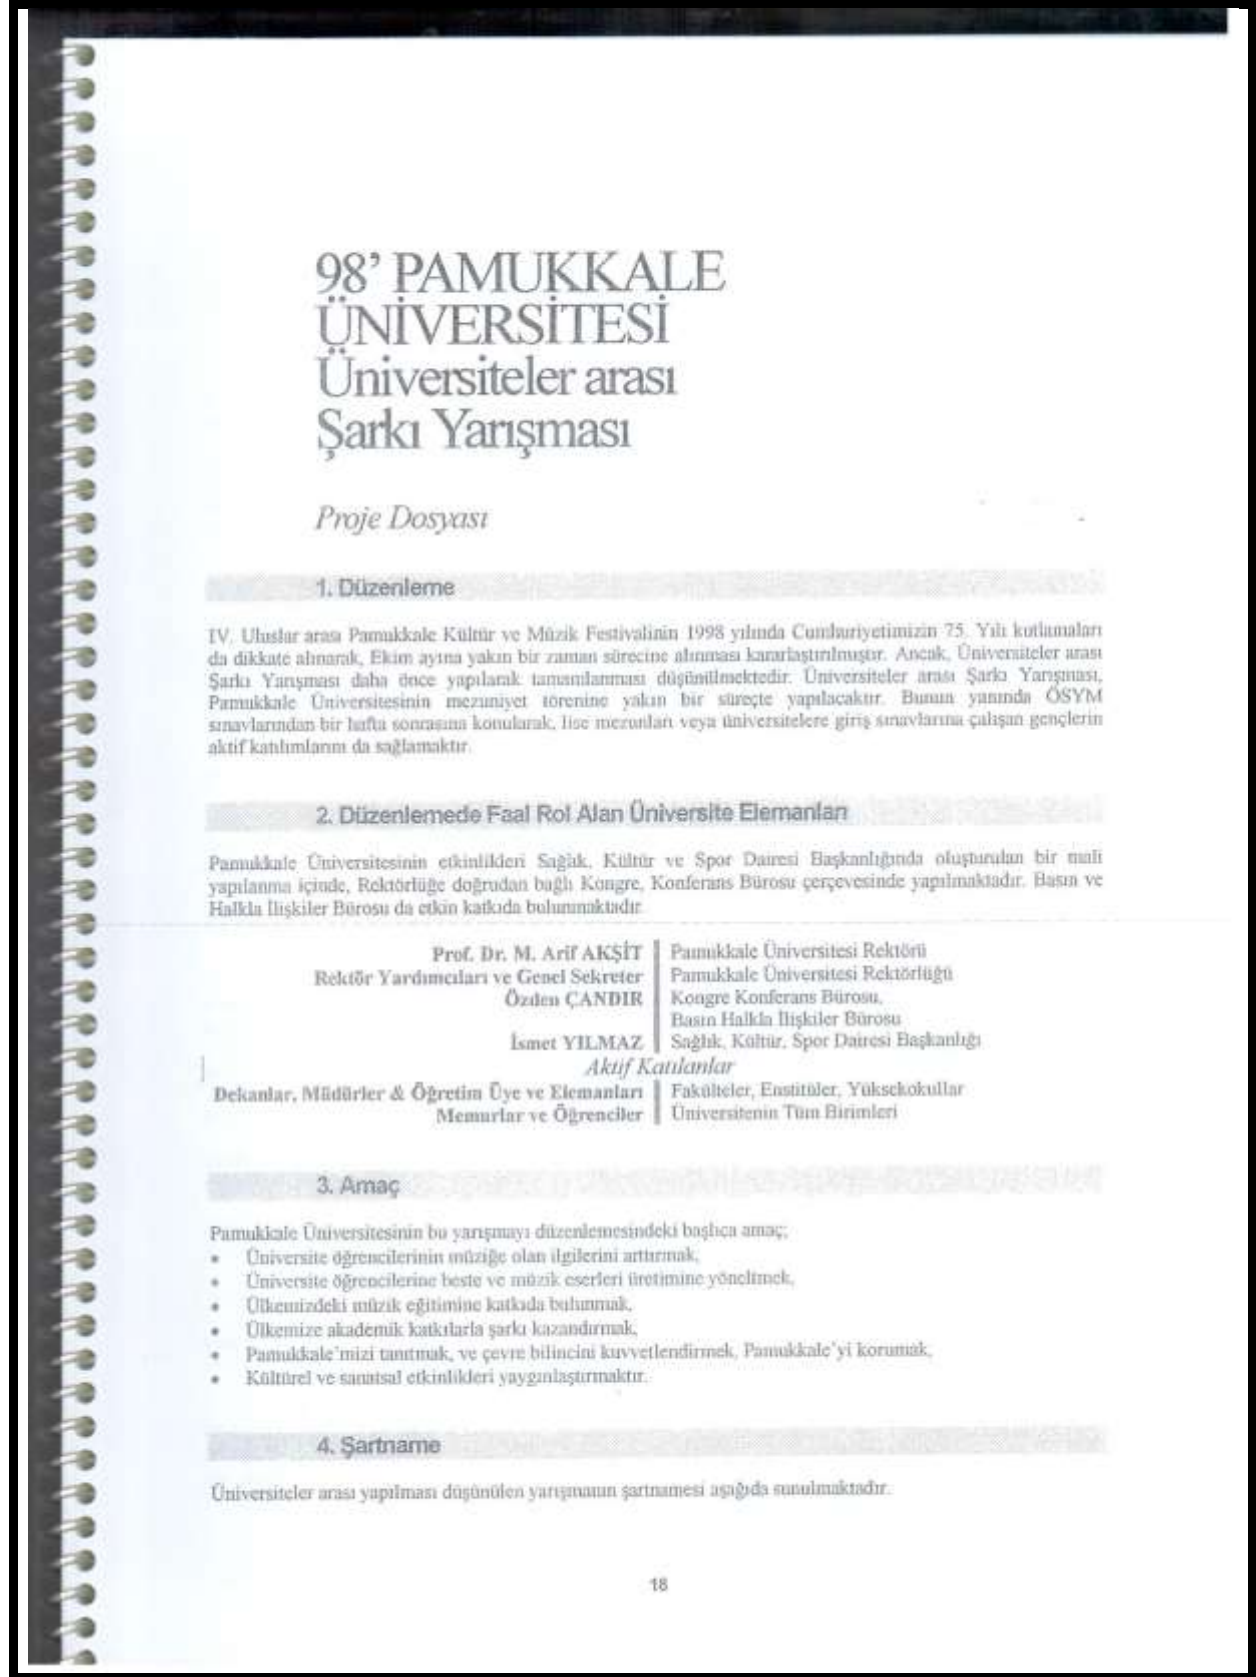 98’ PAMUKKALE
ÜNİVERSİTESİ
Üniversiteler arası
Şarkı Yarışması
Proje Dosyası
1. Düzenleme
IV. Uluslar arası Pamukkale Kültür ve Müzik Festivalinin 1998 yılında Cumhuriyetimizin 75. Yılı kutlamaları
da dikkate alınarak, Ekim ayına yakın bir zaman sürecine alınması kararlaştırılmıştır. Ancak, Üniversiteler arası
Şarkı Yarışması daha önce yapılarak tamamlanması düşünülmektedir. Üniversiteler arası Şarkı Yarışması,
Pamukkale Üniversitesinin mezuniyet törenine yakın bir süreçte yapılacaktır. Bunun yanında ÖSYM
sınavlarından bir hafta sonrasına konularak, lise mezunları veya üniversitelere giriş sınavlarına çalışan gençlerin
aktif katılımlarını da sağlamaktır.
2. Düzenlemede Faal Rol Alan Üniversite Elemanları
Pamukkale Üniversitesinin etkinlikleri Sağlık, Kültür ve Spor Dairesi Başkanlığında oluşturulan bir mali
yapılanma içinde, Rektörlüğe doğrudan bağlı Kongre, Konferans Bürosu çerçevesinde yapılmaktadır. Basın ve
Halkla İlişkiler Bürosu da etkin katkıda bulunmaktadır.
Prof. Dr. M. Arif AKŞİT Pamukkale Üniversitesi Rektörü
Rektör Yardımcıları ve Genel Sekreter Pamukkale Üniversitesi Rektörlüğü
Özden ÇANDIR Kongre Konferans Bürosu,
Basın Halkla İlişkiler Bürosu
İsmet YILMAZ Sağlık, Kültür, Spor Dairesi Başkanlığı
Aktif Katılanlar
Dekanlar, Müdürler & Öğretim Üye ve Elemanları Fakülteler, Enstitüler, Yüksekokullar
Memurlar ve Öğrenciler Üniversitenin Tüm Birimleri
3. Amaç
Pamukkale Üniversitesinin bu yarışmayı düzenlemesindeki başlıca amaç;
• Üniversite öğrencilerinin müziğe olan ilgilerini arttırmak,
• Üniversite öğrencilerine beste ve müzik eserleri üretimine yöneltmek,
• Ülkemizdeki müzik eğitimine katkıda bulunmak,
• Ülkemize akademik katkılarla şarkı kazandırmak,
• Pamukkale’mizi tanıtmak, ve çevre bilincini kuvvetlendirmek, Pamukkale’yi korumak,
• Kültürel ve sanatsal etkinlikleri yaygınlaştırmaktır.
4. Şartname
Üniversiteler arası yapılması düşünülen yarışmanın şartnamesi aşağıda sunulmaktadır.
18